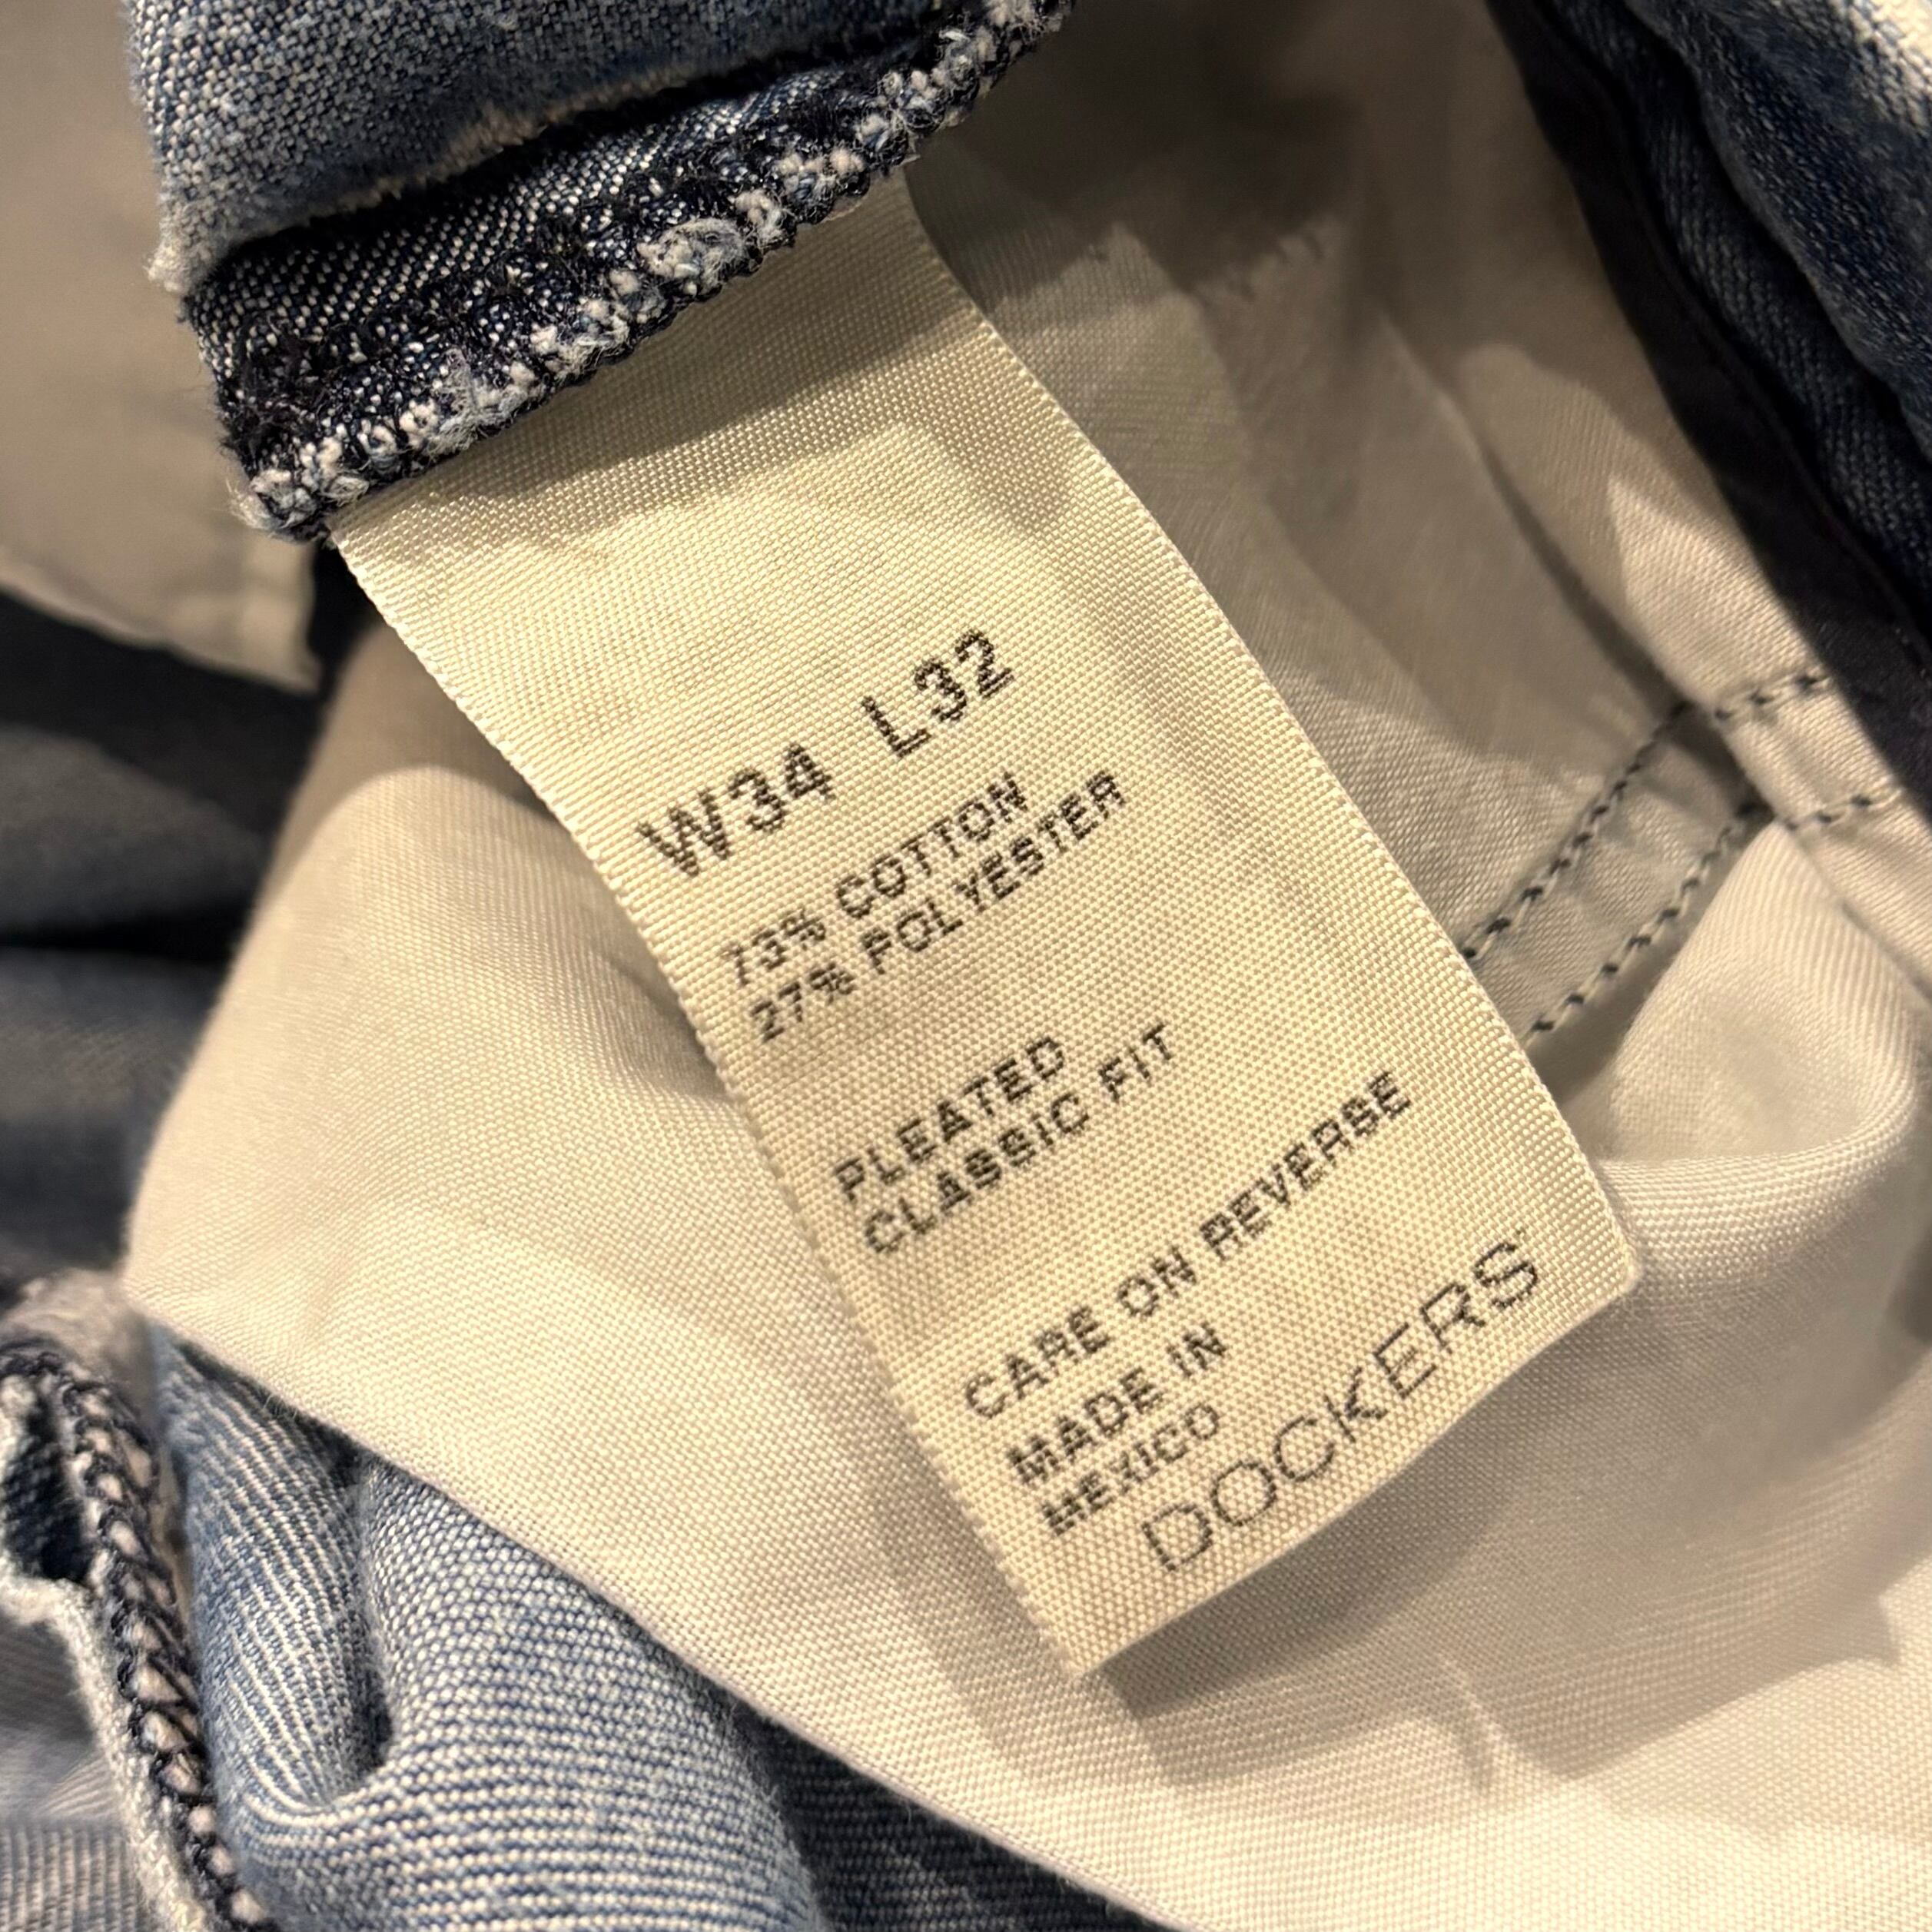 W34 L32
73% COTTON
27% POLYESTER
PLEATED
CLASSIC FIT
CARE ON REVERSE
MADE IN
MEXICO
DOCKERS